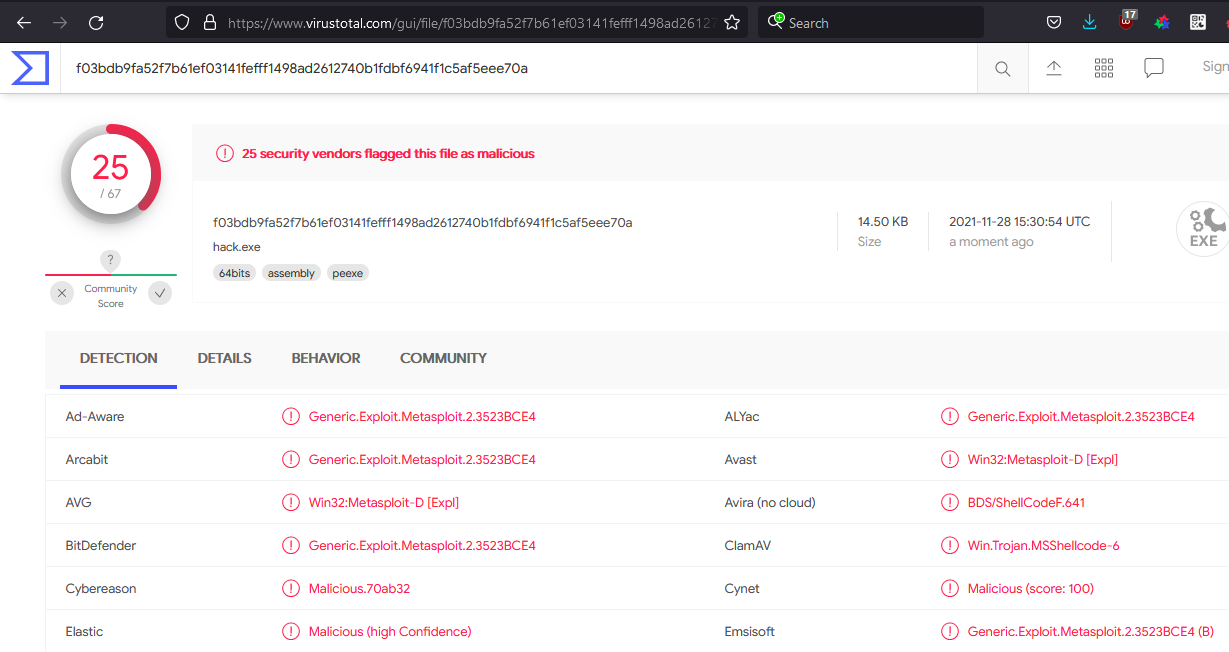 https://www.virustotal.com/gui/file/f03bdb9fa52f7b61ef03141fefff1498ad26127
Search
17
f03bdb9fa52f7b61ef03141fefff1498ad2612740b1fdbf6941f1c5af5eee70a
Sign
25
/ 67
25 security vendors flagged this file as malicious
f03bdb9fa52f7b61ef03141fefff1498ad2612740b1fdbf6941f1c5af5eee70a
hack.exe
64bits assembly peexe
14.50 KB
Size
2021-11-28 15:30:54 UTC
a moment ago
EXE
?
Community
Score
DETECTION DETAILS BEHAVIOR COMMUNITY
Ad-Aware Generic.Exploit.Metasploit.2.3523BCE4 ALYac Generic.Exploit.Metasploit.2.3523BCE4
Arcabit Generic.Exploit.Metasploit.2.3523BCE4 Avast Win32:Metasploit-D [Expl]
AVG Win32:Metasploit-D [Expl] Avira (no cloud) BDS/ShellCodeF.641
BitDefender Generic.Exploit.Metasploit.2.3523BCE4 ClamAV Win.Trojan.MSShellcode-6
Cybereason Malicious.70ab32 Cynet Malicious (score: 100)
Elastic Malicious (high Confidence) Emsisoft Generic.Exploit.Metasploit.2.3523BCE4 (B)